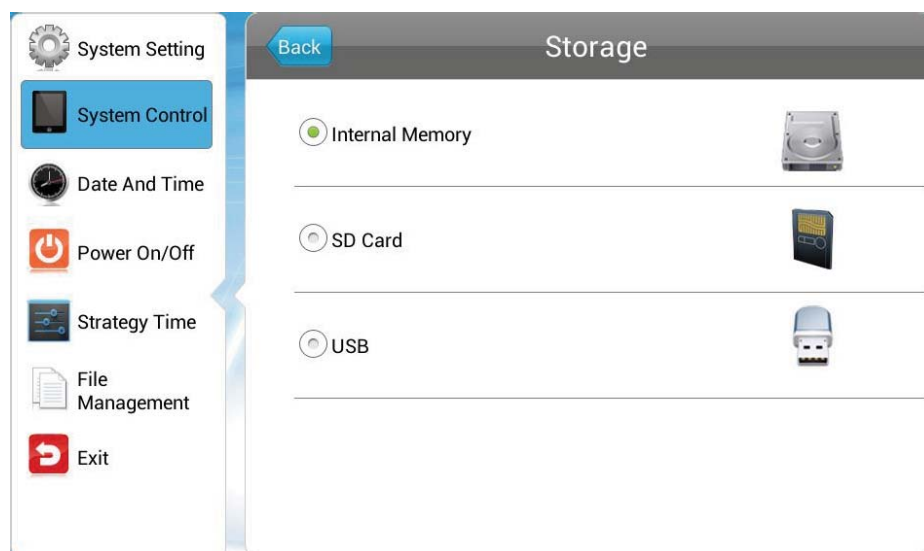 System Setting
System Control
Date And Time
Power On/Off
Strategy Time
File
Management
Exit
Back
Storage
Internal Memory
SD Card
USB